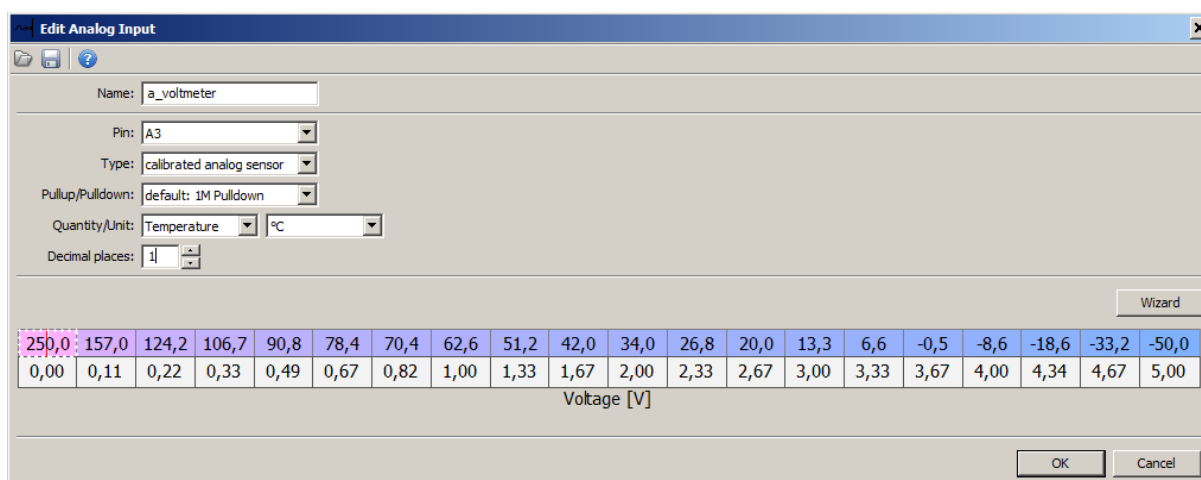 Edit Analog Input
Name: a_voltmeter
Pin: A3
Type: calibrated analog sensor
Pullup/Pulldown: default: 1M Pulldown
Quantity/Unit: Temperature °C
Decimal places: 1
Wizard
250,0 157,0 124,2 106,7 90,8 78,4 70,4 62,6 51,2 42,0 34,0 26,8 20,0 13,3 6,6 -0,5 -8,6 -18,6 -33,2 -50,0
0,00 0,11 0,22 0,33 0,49 0,67 0,82 1,00 1,33 1,67 2,00 2,33 2,67 3,00 3,33 3,67 4,00 4,34 4,67 5,00
Voltage [V]
OK Cancel